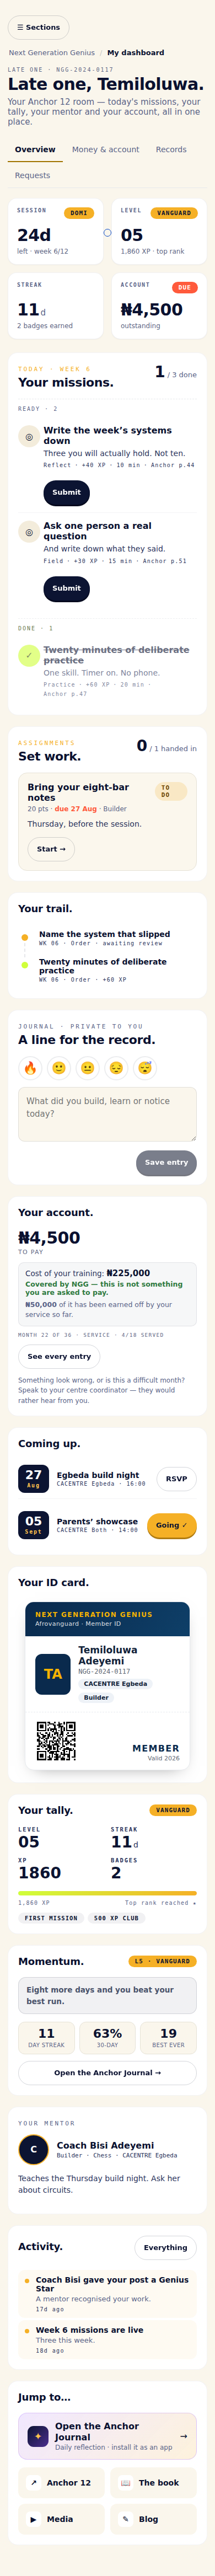 ☰ Sections
Next Generation Genius / My dashboard
LATE ONE · NGG-2024-0117
Late one, Temiloluwa.
Your Anchor 12 room — today's missions, your
tally, your mentor and your account, all in one
place.
Overview Money & account Records
Requests
SESSION DOMI
24d
left · week 6/12
LEVEL VANGUARD
05
1,860 XP · top rank
STREAK
11 d
2 badges earned
ACCOUNT DUE
₦4,500
outstanding
TODAY · WEEK 6
Your missions.
1 / 3 done
READY · 2
Write the week's systems
down
Three you will actually hold. Not ten.
Reflect · +40 XP · 10 min · Anchor p.44
Submit
Ask one person a real
question
And write down what they said.
Field · +30 XP · 15 min · Anchor p.51
Submit
DONE · 1
Twenty minutes of deliberate
practice
One skill. Timer on. No phone.
Practice · +60 XP · 20 min ·
Anchor p.47
ASSIGNMENTS
Set work.
0 / 1 handed in
Bring your eight-bar
notes
TO
DO
20 pts · due 27 Aug · Builder
Thursday, before the session.
Start →
Your trail.
Name the system that slipped
WK 06 · Order · awaiting review
Twenty minutes of deliberate
practice
WK 06 · Order · +60 XP
JOURNAL · PRIVATE TO YOU
A line for the record.
What did you build, learn or notice
today?
Save entry
Your account.
₦4,500
TO PAY
Cost of your training: ₦225,000
Covered by NGG — this is not something
you are asked to pay.
₦50,000 of it has been earned off by your
service so far.
MONTH 22 OF 36 · SERVICE · 4/18 SERVED
See every entry
Something look wrong, or is this a difficult month?
Speak to your centre coordinator — they would
rather hear from you.
Coming up.
27
Aug
Egbeda build night
CACENTRE Egbeda · 16:00
RSVP
05
Sept
Parents' showcase
CACENTRE Both · 14:00
Going ✓
Your ID card.
NEXT GENERATION GENIUS
Afrovanguard · Member ID
TA
Temiloluwa
Adeyemi
NGG-2024-0117
CACENTRE Egbeda
Builder
MEMBER
Valid 2026
Your tally.
VANGUARD
LEVEL
05
STREAK
11 d
XP
1860
BADGES
2
1,860 XP
Top rank reached ★
FIRST MISSION 500 XP CLUB
Momentum.
L5 · VANGUARD
Eight more days and you beat your
best run.
11
DAY STREAK
63%
30-DAY
19
BEST EVER
Open the Anchor Journal →
YOUR MENTOR
C
Coach Bisi Adeyemi
Builder · Chess · CACENTRE Egbeda
Teaches the Thursday build night. Ask her
about circuits.
Activity.
Everything
Coach Bisi gave your post a Genius
Star
A mentor recognised your work.
17d ago
Week 6 missions are live
Three this week.
18d ago
Jump to…
Open the Anchor
Journal
Daily reflection · install it as an app
→
Anchor 12
The book
Media
Blog